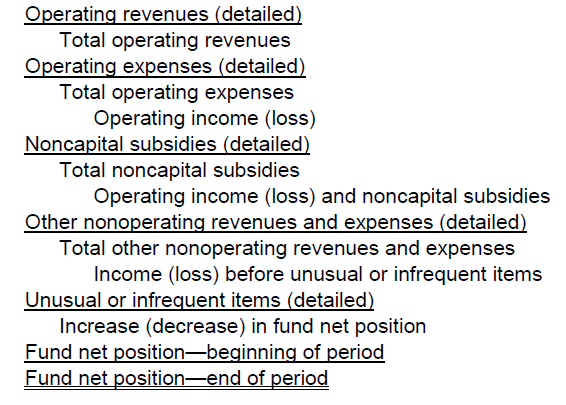 Operating revenues (detailed)
Total operating revenues
Operating expenses (detailed)
Total operating expenses
Operating income (loss)
Noncapital subsidies (detailed)
Total noncapital subsidies
Operating income (loss) and noncapital subsidies
Other nonoperating revenues and expenses (detailed)
Total other nonoperating revenues and expenses
Income (loss) before unusual or infrequent items
Unusual or infrequent items (detailed)
Increase (decrease) in fund net position
Fund net position—beginning of period
Fund net position—end of period